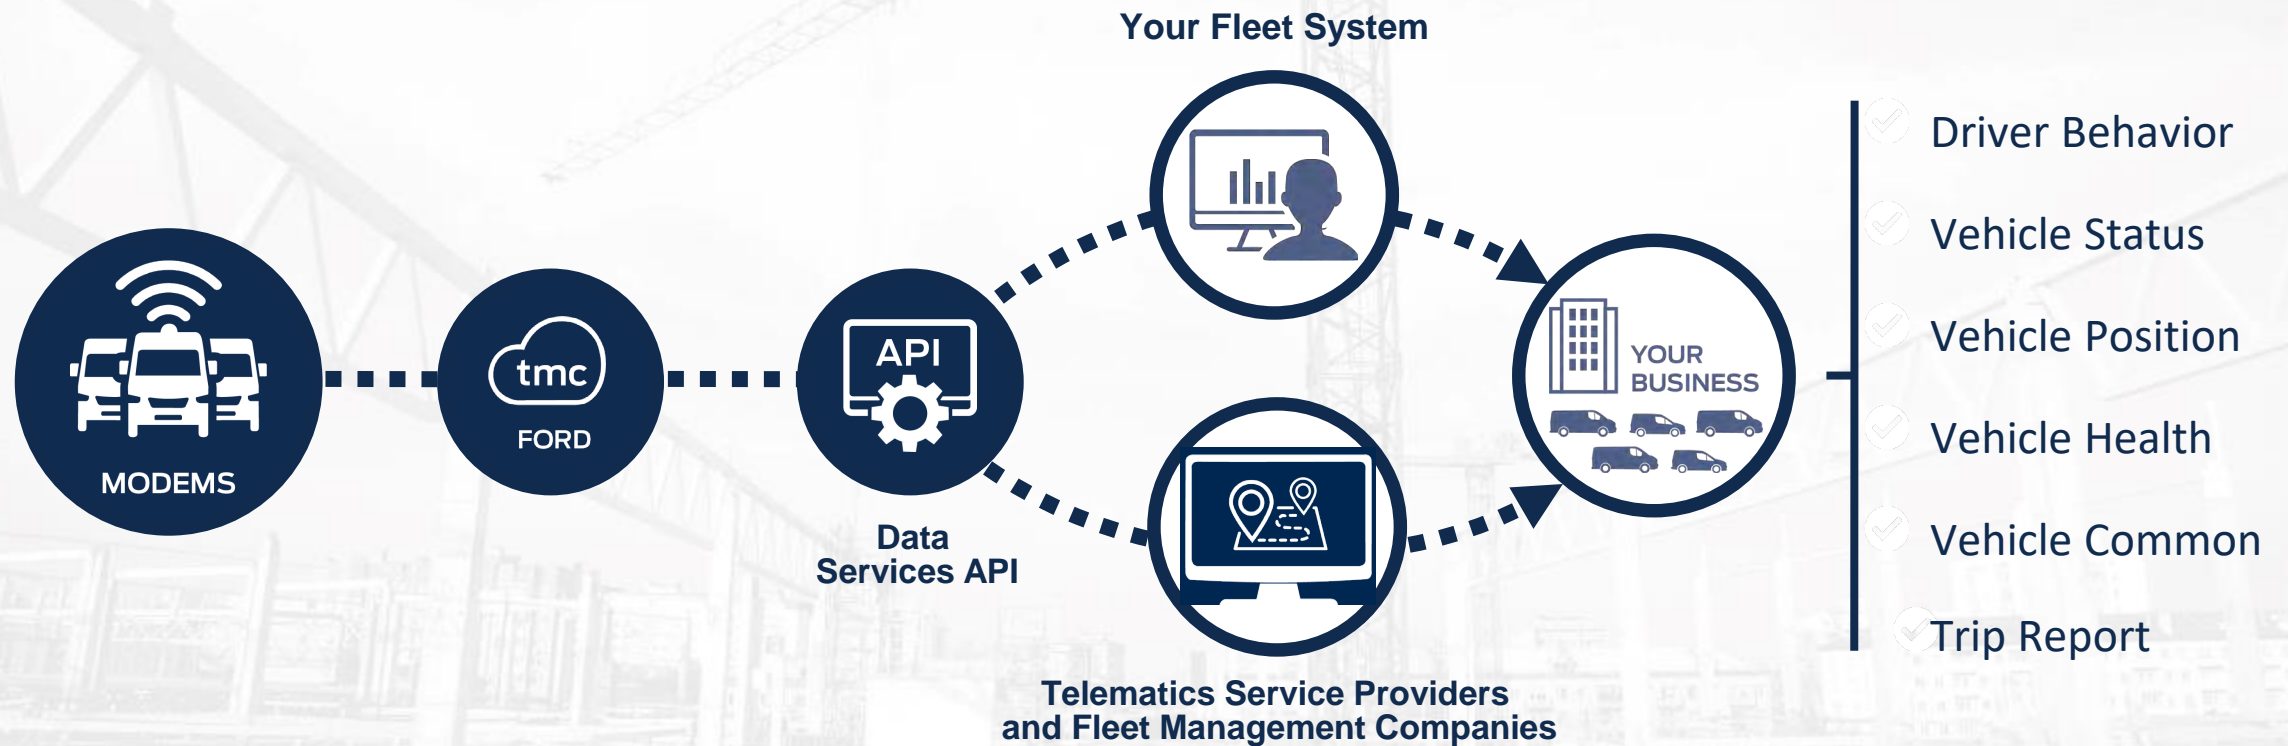 Your Fleet System
MODEMS
tmc
FORD
API
Data
Services API
Telematics Service Providers
and Fleet Management Companies
YOUR
BUSINESS
Driver Behavior
Vehicle Status
Vehicle Position
Vehicle Health
Vehicle Common
Trip Report